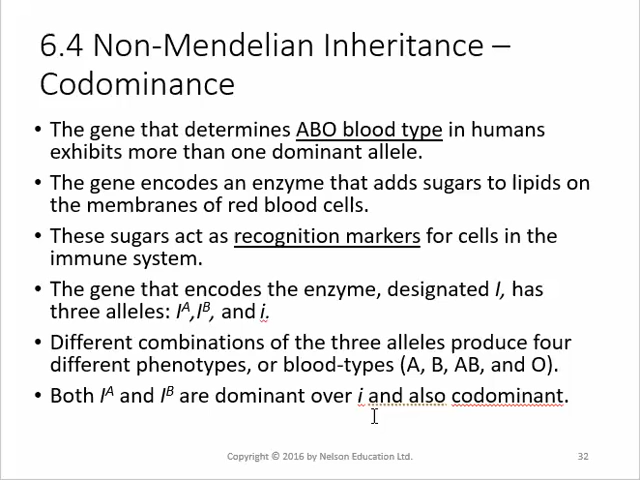 6.4 Non-Mendelian Inheritance –
Codominance
• The gene that determines ABO blood type in humans
exhibits more than one dominant allele.
• The gene encodes an enzyme that adds sugars to lipids on
the membranes of red blood cells.
• These sugars act as recognition markers for cells in the
immune system.
• The gene that encodes the enzyme, designated I, has
three alleles: Iᴬ,Iᴮ, and i.
• Different combinations of the three alleles produce four
different phenotypes, or blood-types (A, B, AB, and O).
• Both Iᴬ and Iᴮ are dominant over i and also codominant.
Copyright © 2016 by Nelson Education Ltd.
32